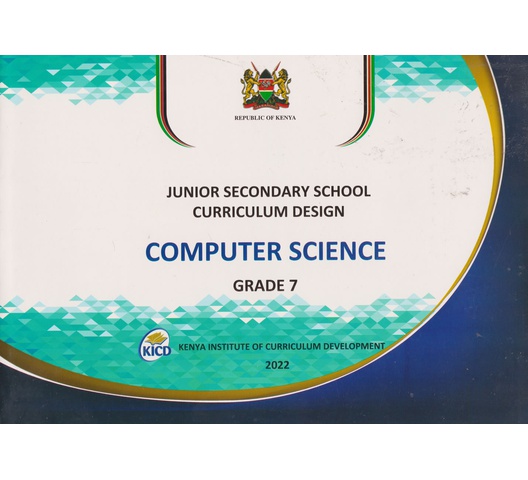 REPUBLIC OF KENYA
JUNIOR SECONDARY SCHOOL
CURRICULUM DESIGN
COMPUTER SCIENCE
GRADE 7
KICD
KENYA INSTITUTE OF CURRICULUM DEVELOPMENT
2022